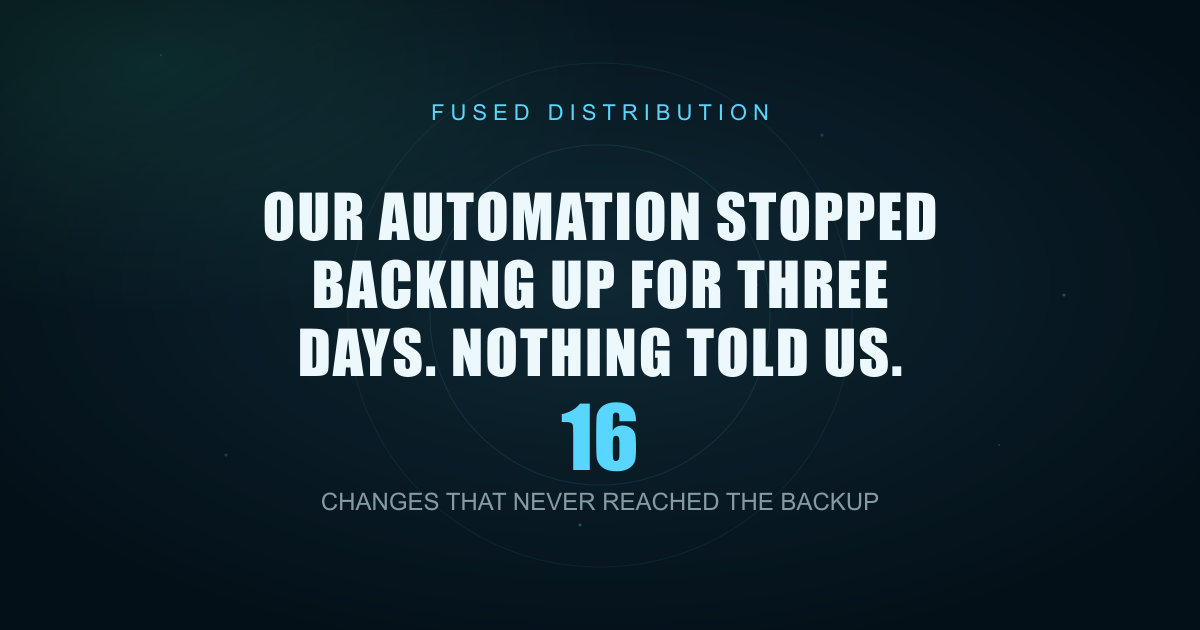 FUSED DISTRIBUTION
OUR AUTOMATION STOPPED
BACKING UP FOR THREE
DAYS. NOTHING TOLD US.
16
CHANGES THAT NEVER REACHED THE BACKUP